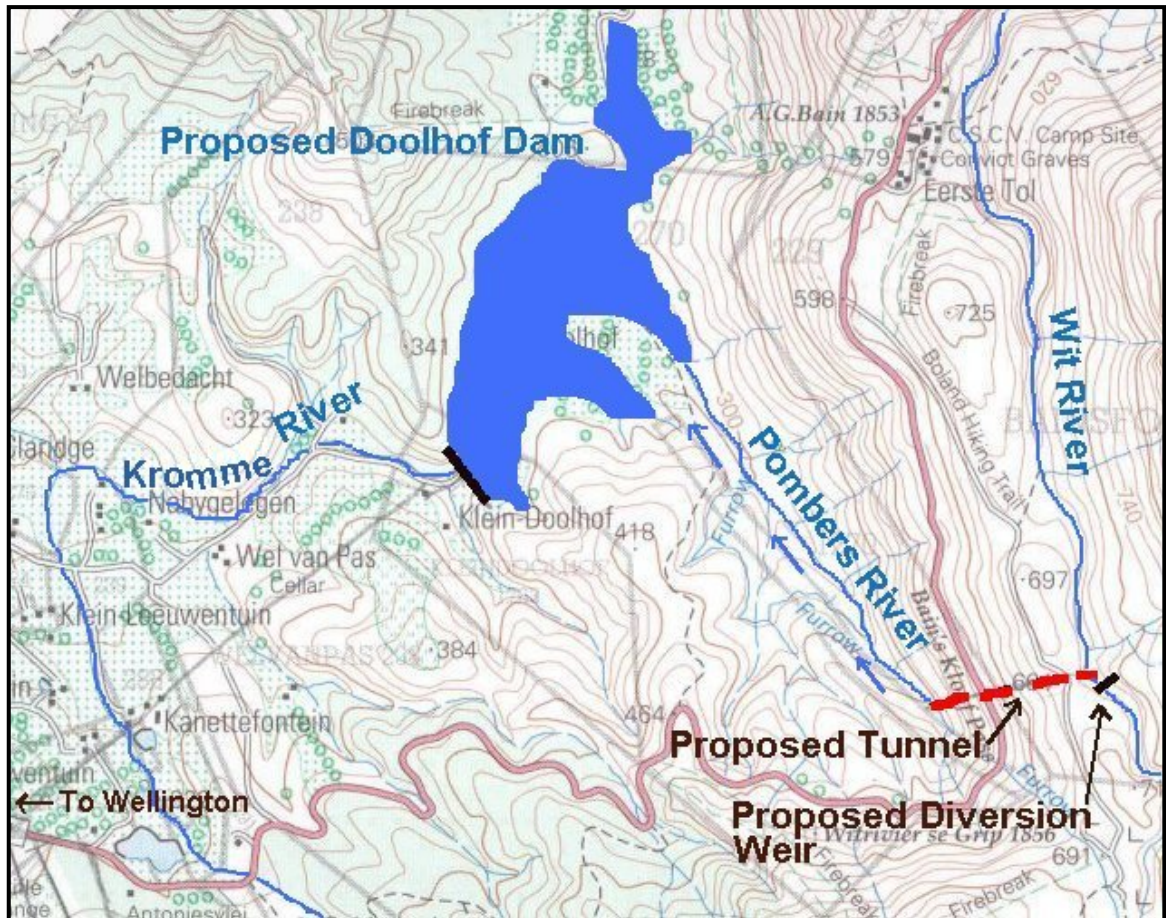 Firebreak
A.G.Bain 1853
Proposed Doolhof Dam
C.S.C.V. Camp Site
579
Convict Graves
Eerste Tol
620
238
270
229
Firebreak
598
725
341
Welbedacht
Boland Hiking Trail
Wit River
323
River
300
Kromme
Nabygelegen
Pombers River
740
Furrow
Klein-Doolhof
418
Wel van Pas
Cellar
697
Klein-Leeuwentuin
Bain's Kloof Pass
Furrow
384
Kanettefontein
464
Proposed Tunnel
← To Wellington
Furrow
Proposed Diversion
Weir
Witrivier se Grip 1856
691
Firebreak
Firebreak
Antoniesvlei